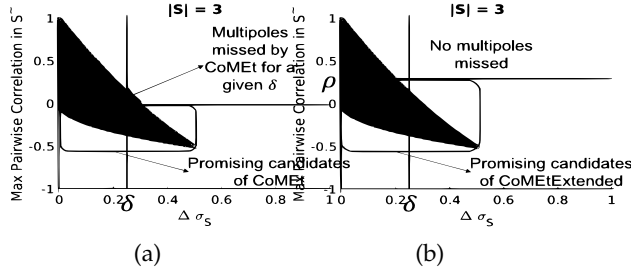 |S| = 3
Max Pairwise Correlation in S~
1
0.5
0
-0.5
-1
0
0.2
0.4
0.6
0.8
1
δ
Δ σS
Multipoles
missed by
CoMEt for a
given δ
Promising candidates
of CoMEt
(a)
|S| = 3
Max Pairwise Correlation in S~
1
0.5
ρ
0
-0.5
-1
0
0.2
0.4
0.6
0.8
1
δ
Δ σS
No multipoles
missed
Promising candidates
of CoMEtExtended
(b)